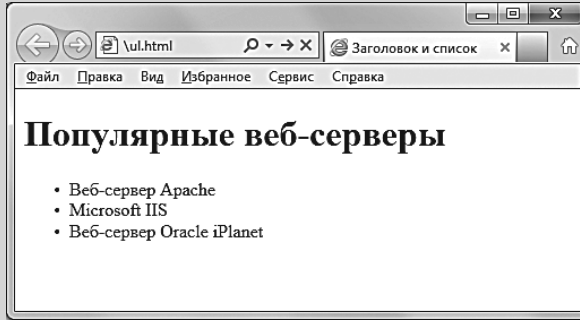 \ul.html
Заголовок и список
Файл Правка Вид Избранное Сервис Справка
Популярные веб-серверы
• Веб-сервер Apache
• Microsoft IIS
• Веб-сервер Oracle iPlanet